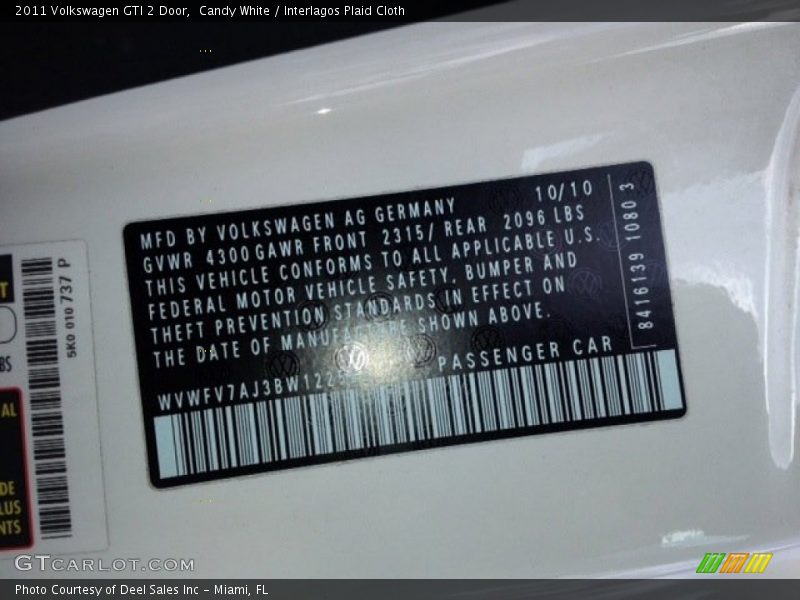 2011 Volkswagen GTI 2 Door, Candy White / Interlagos Plaid Cloth
MFD BY VOLKSWAGEN AG GERMANY 10/10
GVWR 4300 GAWR FRONT 2315/ REAR 2096 LBS
THIS VEHICLE CONFORMS TO ALL APPLICABLE U.S.
FEDERAL MOTOR VEHICLE SAFETY, BUMPER AND
THEFT PREVENTION STANDARDS IN EFFECT ON
THE DATE OF MANUFACTURE SHOWN ABOVE.
PASSENGER CAR
8416139 1080 3
5K0 010 737 P
GTCARLOT.COM
Photo Courtesy of Deel Sales Inc – Miami, FL